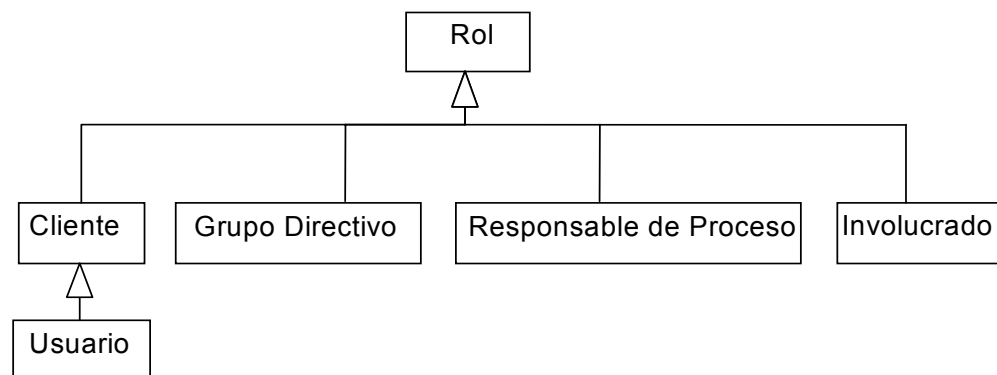 Rol
Cliente
Grupo Directivo
Responsable de Proceso
Involucrado
Usuario